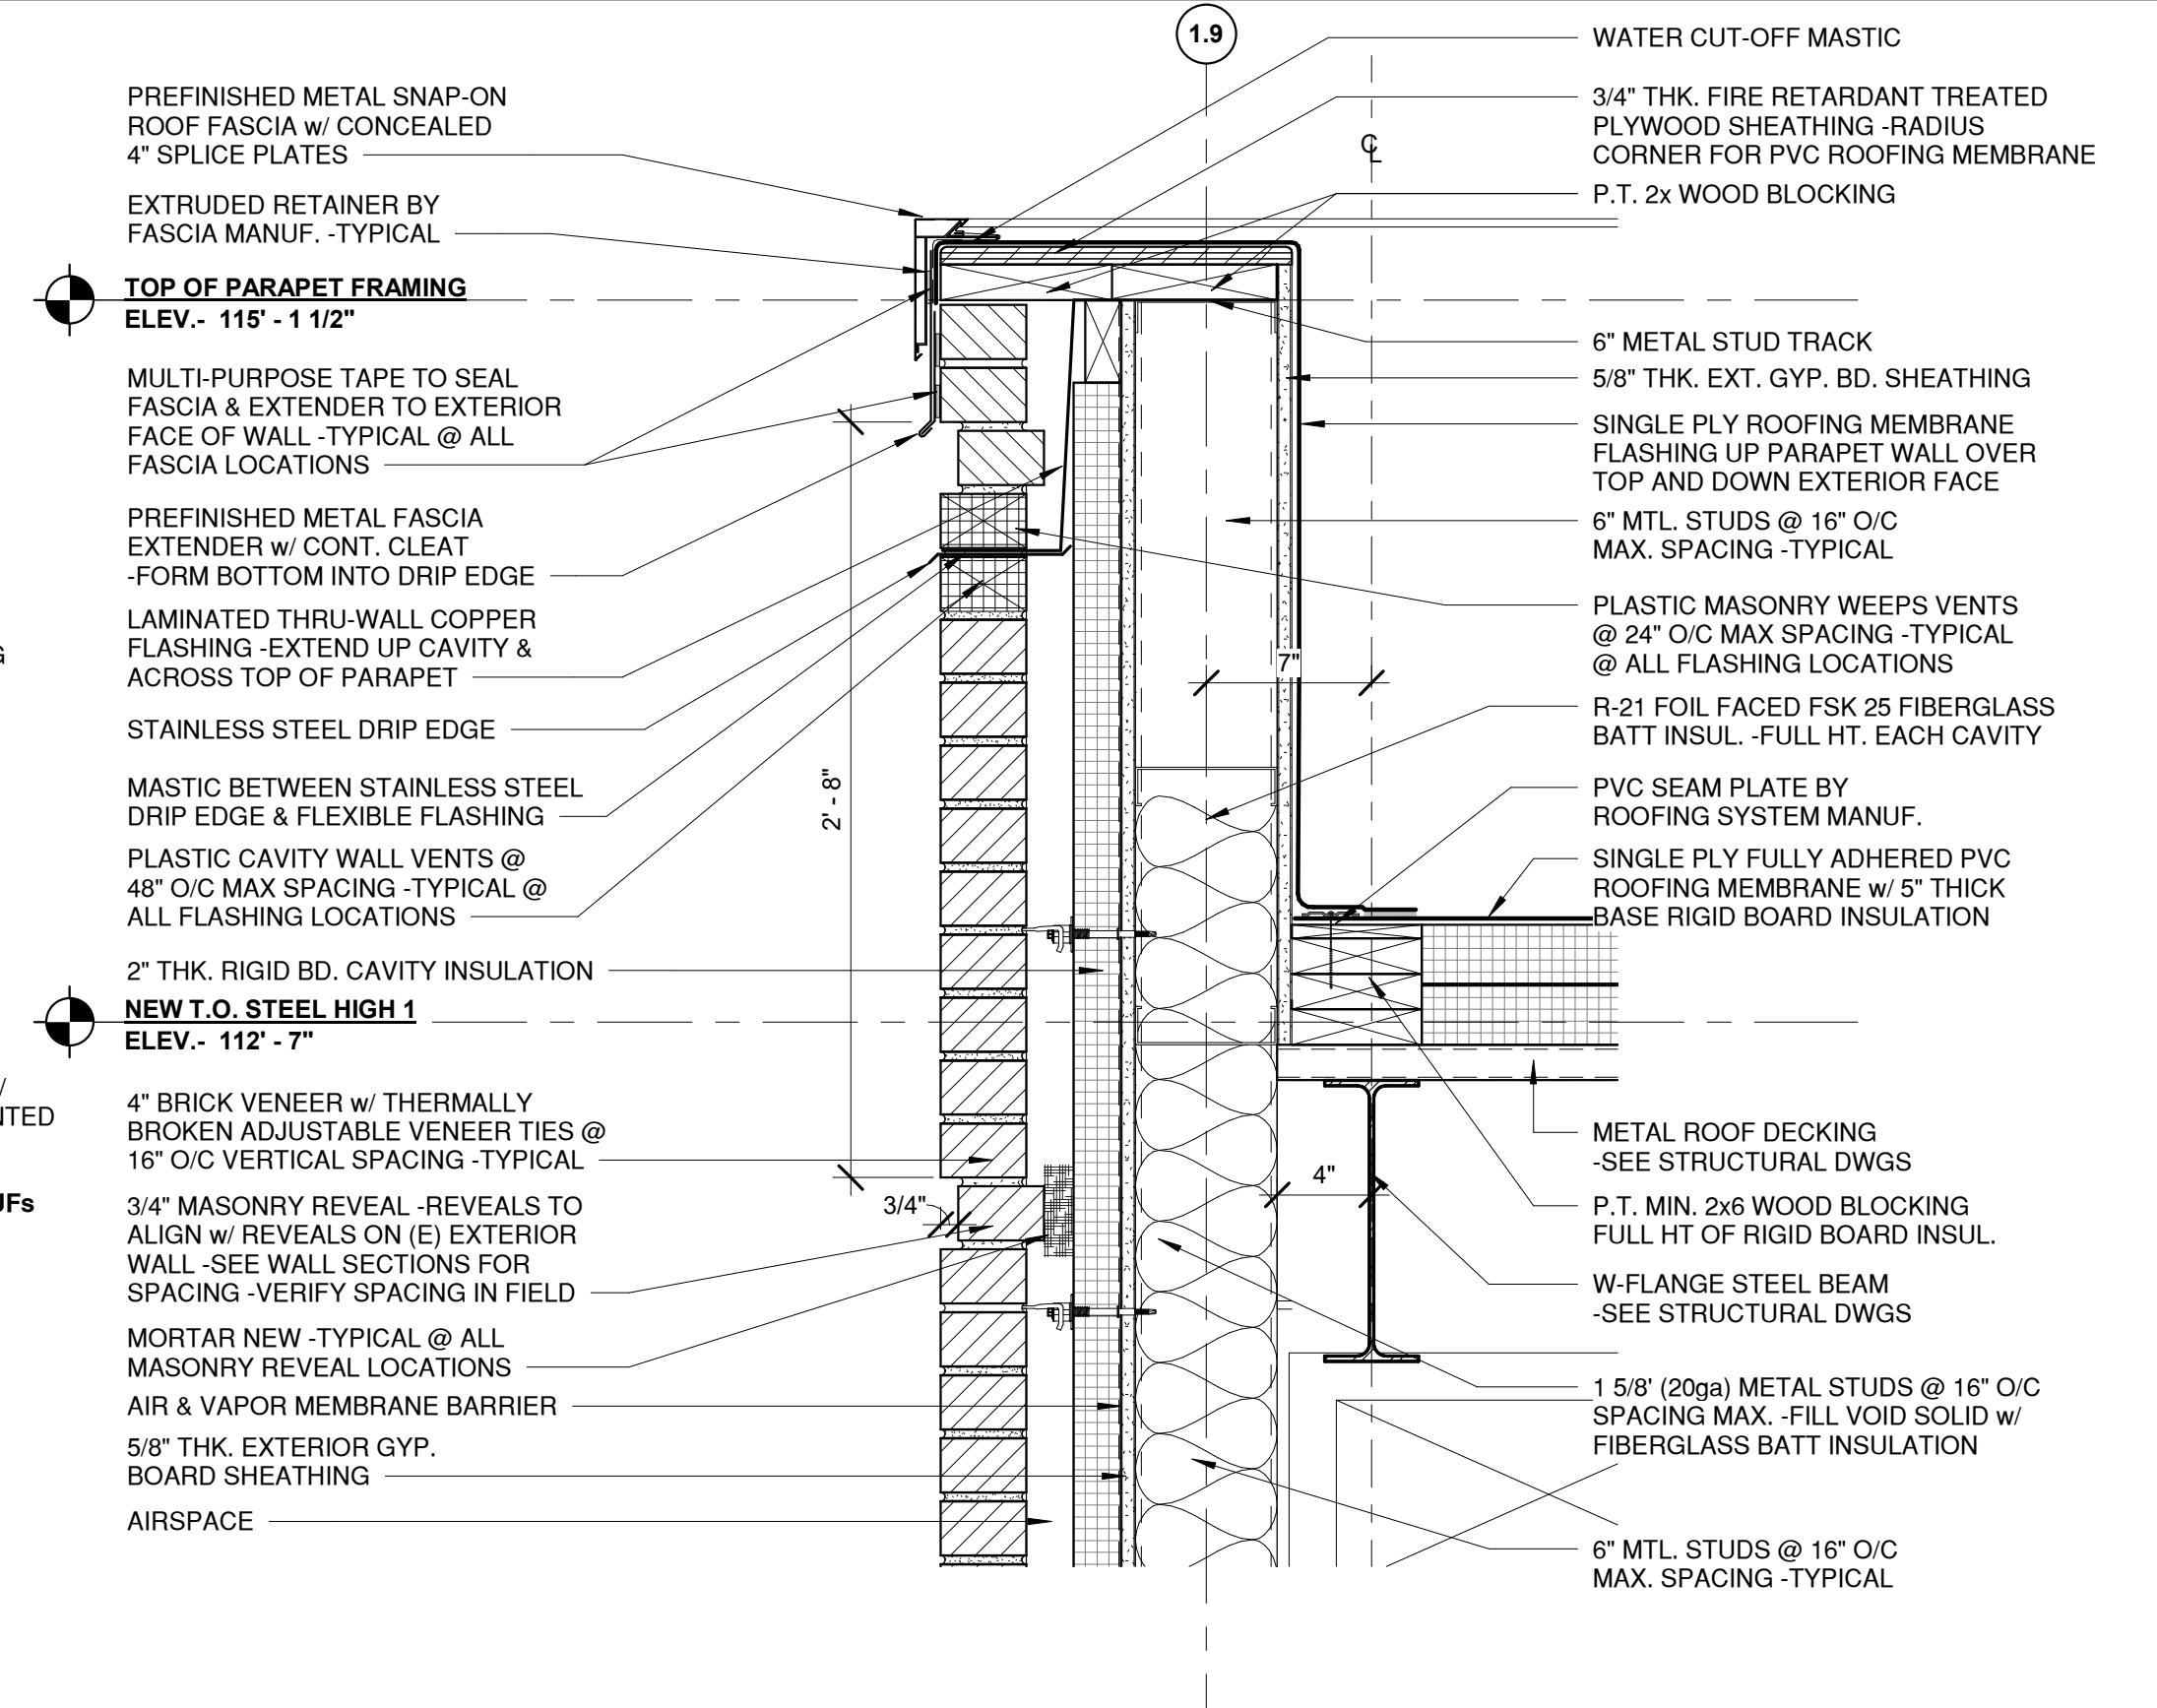 1.9
PREFINISHED METAL SNAP-ON
ROOF FASCIA w/ CONCEALED
4" SPLICE PLATES
EXTRUDED RETAINER BY
FASCIA MANUF. -TYPICAL
TOP OF PARAPET FRAMING
ELEV.- 115' - 1 1/2"
MULTI-PURPOSE TAPE TO SEAL
FASCIA & EXTENDER TO EXTERIOR
FACE OF WALL -TYPICAL @ ALL
FASCIA LOCATIONS
PREFINISHED METAL FASCIA
EXTENDER w/ CONT. CLEAT
-FORM BOTTOM INTO DRIP EDGE
LAMINATED THRU-WALL COPPER
FLASHING -EXTEND UP CAVITY &
ACROSS TOP OF PARAPET
G
STAINLESS STEEL DRIP EDGE
MASTIC BETWEEN STAINLESS STEEL
DRIP EDGE & FLEXIBLE FLASHING
PLASTIC CAVITY WALL VENTS @
48" O/C MAX SPACING -TYPICAL @
ALL FLASHING LOCATIONS
2" THK. RIGID BD. CAVITY INSULATION
NEW T.O. STEEL HIGH 1
ELEV.- 112' - 7"
/
NTED
4" BRICK VENEER w/ THERMALLY
BROKEN ADJUSTABLE VENEER TIES @
16" O/C VERTICAL SPACING -TYPICAL
UFs
3/4" MASONRY REVEAL -REVEALS TO
ALIGN w/ REVEALS ON (E) EXTERIOR
WALL -SEE WALL SECTIONS FOR
SPACING -VERIFY SPACING IN FIELD
MORTAR NEW -TYPICAL @ ALL
MASONRY REVEAL LOCATIONS
AIR & VAPOR MEMBRANE BARRIER
5/8" THK. EXTERIOR GYP.
BOARD SHEATHING
AIRSPACE
2' - 8"
3/4"
7"
4"
CL
WATER CUT-OFF MASTIC
3/4" THK. FIRE RETARDANT TREATED
PLYWOOD SHEATHING -RADIUS
CORNER FOR PVC ROOFING MEMBRANE
P.T. 2x WOOD BLOCKING
6" METAL STUD TRACK
5/8" THK. EXT. GYP. BD. SHEATHING
SINGLE PLY ROOFING MEMBRANE
FLASHING UP PARAPET WALL OVER
TOP AND DOWN EXTERIOR FACE
6" MTL. STUDS @ 16" O/C
MAX. SPACING -TYPICAL
PLASTIC MASONRY WEEPS VENTS
@ 24" O/C MAX SPACING -TYPICAL
@ ALL FLASHING LOCATIONS
R-21 FOIL FACED FSK 25 FIBERGLASS
BATT INSUL. -FULL HT. EACH CAVITY
PVC SEAM PLATE BY
ROOFING SYSTEM MANUF.
SINGLE PLY FULLY ADHERED PVC
ROOFING MEMBRANE w/ 5" THICK
BASE RIGID BOARD INSULATION
METAL ROOF DECKING
-SEE STRUCTURAL DWGS
P.T. MIN. 2x6 WOOD BLOCKING
FULL HT OF RIGID BOARD INSUL.
W-FLANGE STEEL BEAM
-SEE STRUCTURAL DWGS
1 5/8' (20ga) METAL STUDS @ 16" O/C
SPACING MAX. -FILL VOID SOLID w/
FIBERGLASS BATT INSULATION
6" MTL. STUDS @ 16" O/C
MAX. SPACING -TYPICAL